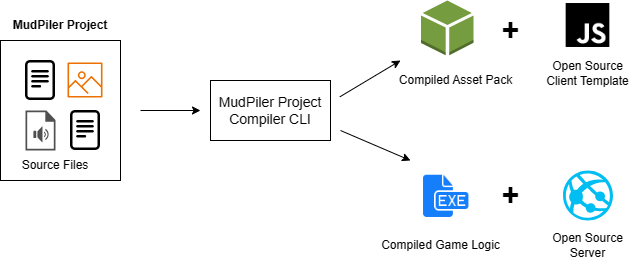 MudPiler Project
Source Files
MudPiler Project
Compiler CLI
Compiled Asset Pack
+
JS
Open Source
Client Template
EXE
Compiled Game Logic
+
Open Source
Server